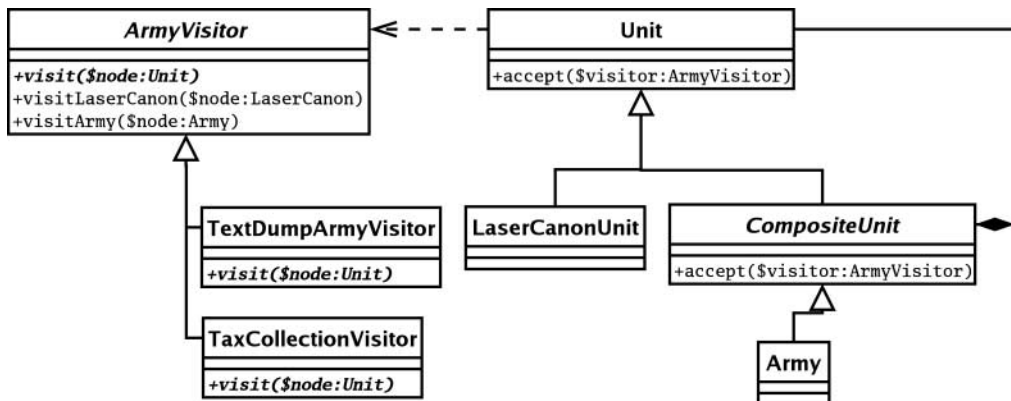 ArmyVisitor
+visit($node:Unit)
+visitLaserCanon($node:LaserCanon)
+visitArmy($node:Army)
Unit
+accept($visitor:ArmyVisitor)
TextDumpArmyVisitor
+visit($node:Unit)
TaxCollectionVisitor
+visit($node:Unit)
LaserCanonUnit
CompositeUnit
+accept($visitor:ArmyVisitor)
Army